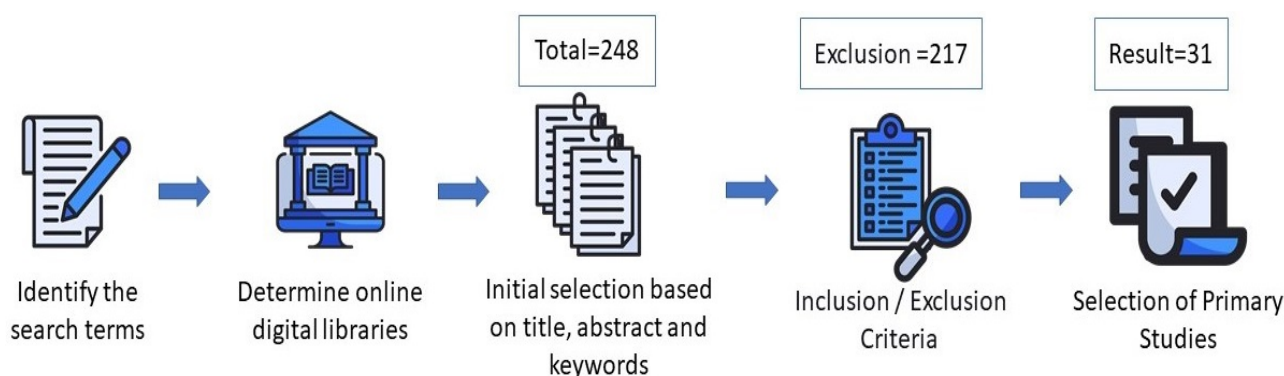 Total=248
Exclusion =217
Result=31
Identify the
search terms
Determine online
digital libraries
Initial selection based
on title, abstract and
keywords
Inclusion / Exclusion
Criteria
Selection of Primary
Studies